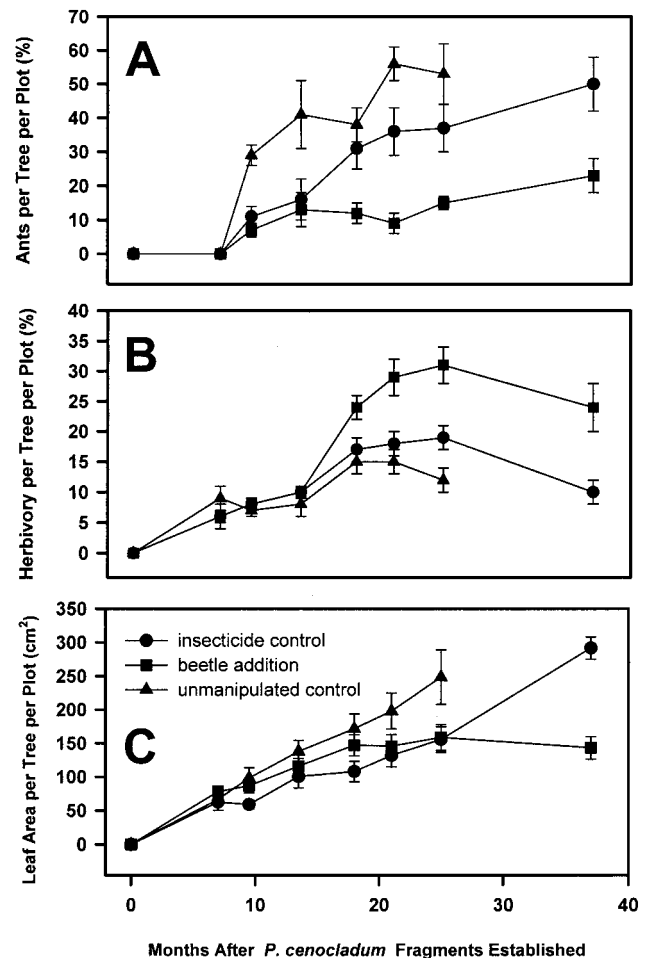 70
60
50
40
30
20
10
0
Ants per Tree per Plot (%)
A
40
35
30
25
20
15
10
5
0
Herbivory per Tree per Plot (%)
B
350
300
250
200
150
100
50
0
Leaf Area per Tree per Plot (cm²)
insecticide control
beetle addition
unmanipulated control
C
0 10 20 30 40
Months After P. cenocladum Fragments Established